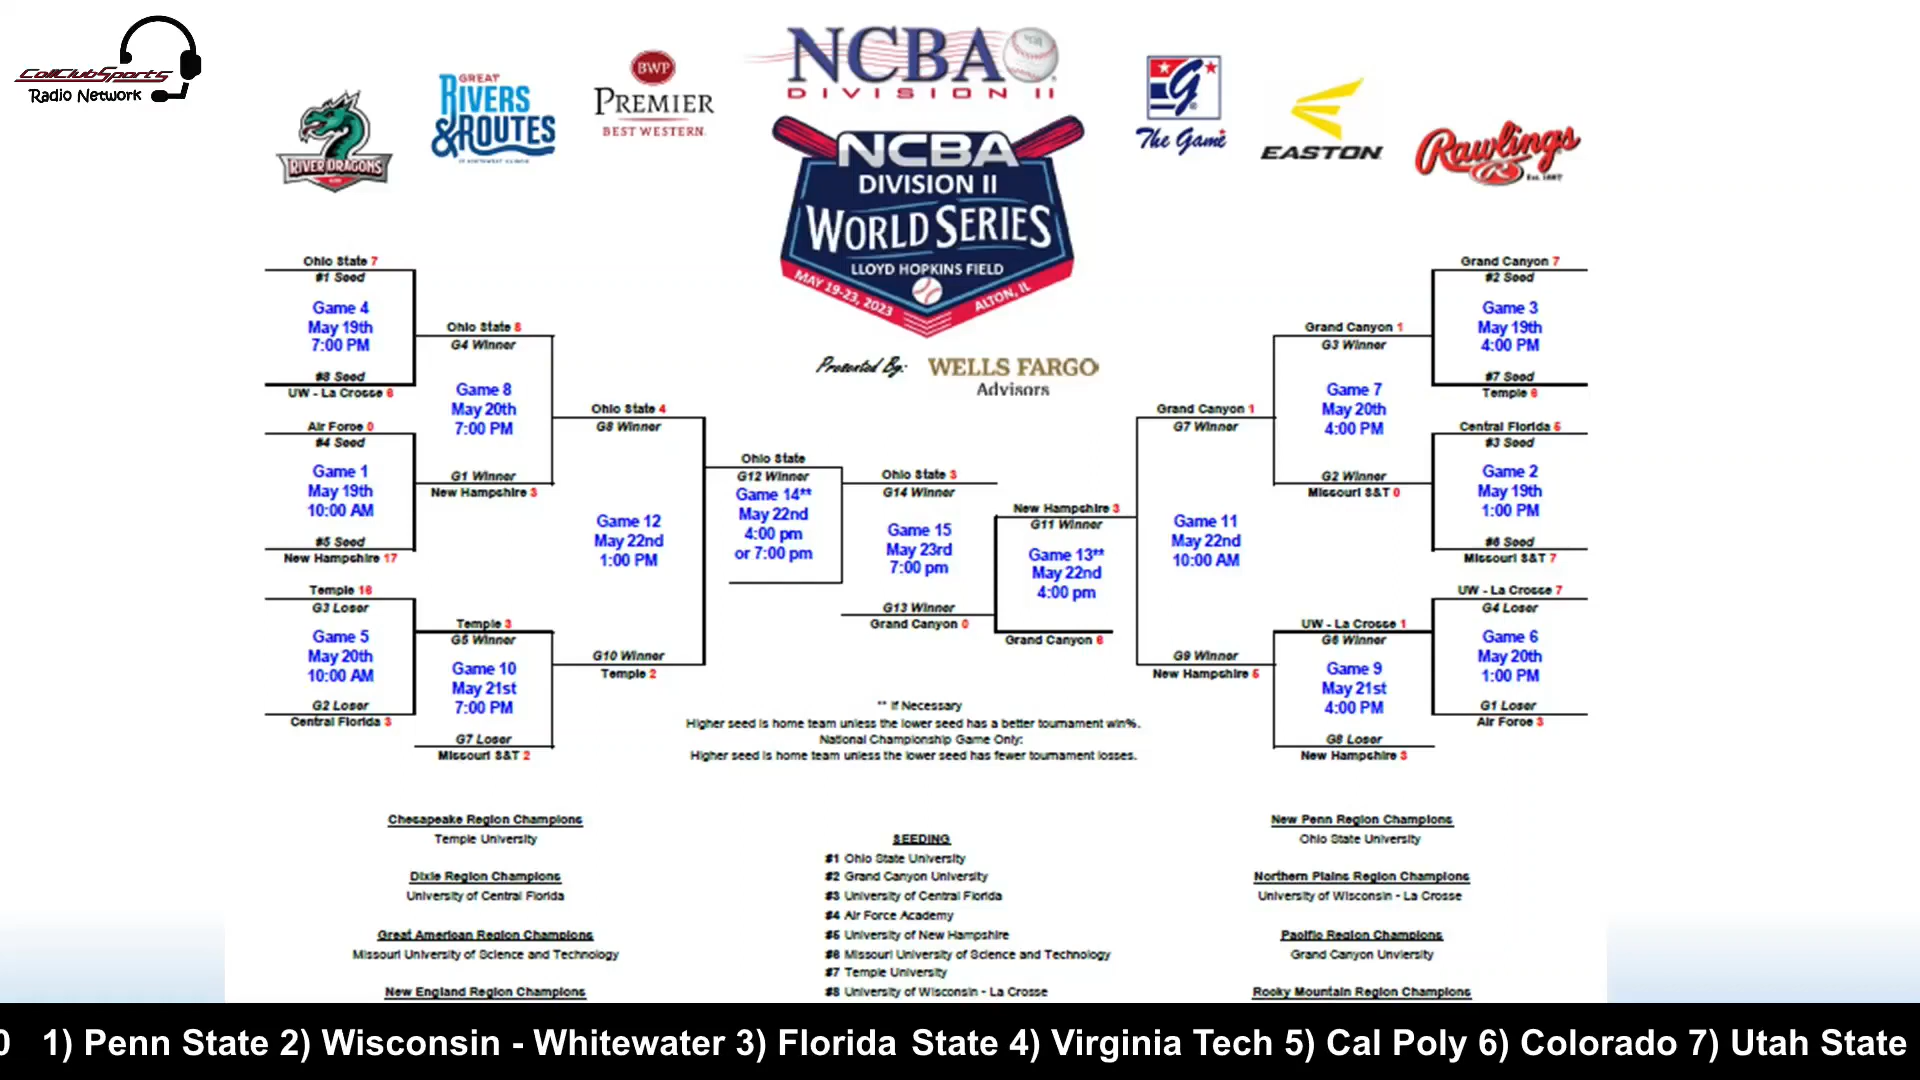 CollClubSports
Radio Network
RIVER DRAGONS
GREAT
RIVERS
& ROUTES
BWP
PREMIER
BEST WESTERN.
NCBA
DIVISION II
NCBA
DIVISION II
WORLD SERIES
LLOYD HOPKINS FIELD
MAY 19-23, 2023
ALTON, IL
Presented By:
WELLS FARGO
Advisors
G
The Game
EASTON
Rawlings
R
Est. 1887
Ohio State 7
#1 Seed
Game 4
May 19th
7:00 PM
#8 Seed
UW - La Crosse 6
Air Force 0
#4 Seed
Game 1
May 19th
10:00 AM
#5 Seed
New Hampshire 17
Temple 16
G3 Loser
Game 5
May 20th
10:00 AM
G2 Loser
Central Florida 3
Ohio State
G4 Winner
Game 8
May 20th
7:00 PM
G1 Winner
New Hampshire 3
Temple 3
G5 Winner
Game 10
May 21st
7:00 PM
G7 Loser
Missouri S&T 2
Ohio State 4
G8 Winner
Game 12
May 22nd
1:00 PM
G10 Winner
Temple 2
Ohio State
G12 Winner
Game 14**
May 22nd
4:00 pm
or 7:00 pm
Ohio State 3
G14 Winner
Game 15
May 23rd
7:00 pm
G13 Winner
Grand Canyon 0
New Hampshire 3
G11 Winner
Game 13**
May 22nd
4:00 pm
Grand Canyon
Grand Canyon 1
G7 Winner
Game 11
May 22nd
10:00 AM
G9 Winner
New Hampshire
Grand Canyon 1
G3 Winner
Game 7
May 20th
4:00 PM
G2 Winner
Missouri S&T 0
UW - La Crosse 1
G6 Winner
Game 9
May 21st
4:00 PM
G8 Loser
New Hampshire 3
Grand Canyon 7
#2 Seed
Game 3
May 19th
4:00 PM
#7 Seed
Temple 6
Central Florida
#3 Seed
Game 2
May 19th
1:00 PM
#6 Seed
Missouri S&T 7
UW - La Crosse 7
G4 Loser
Game 6
May 20th
1:00 PM
G1 Loser
Air Force 3
** If Necessary
Higher seed is home team unless the lower seed has a better tournament win%.
National Championship Game Only:
Higher seed is home team unless the lower seed has fewer tournament losses.
Chesapeake Region Champions
Temple University
Dixie Region Champions
University of Central Florida
Great American Region Champions
Missouri University of Science and Technology
New England Region Champions
SEEDING
#1 Ohio State University
#2 Grand Canyon University
#3 University of Central Florida
#4 Air Force Academy
#5 University of New Hampshire
#6 Missouri University of Science and Technology
#7 Temple University
#8 University of Wisconsin - La Crosse
New Penn Region Champions
Ohio State University
Northern Plains Region Champions
University of Wisconsin - La Crosse
Pacific Region Champions
Grand Canyon Unviersity
Rocky Mountain Region Champions
0 1) Penn State 2) Wisconsin - Whitewater 3) Florida State 4) Virginia Tech 5) Cal Poly 6) Colorado 7) Utah State